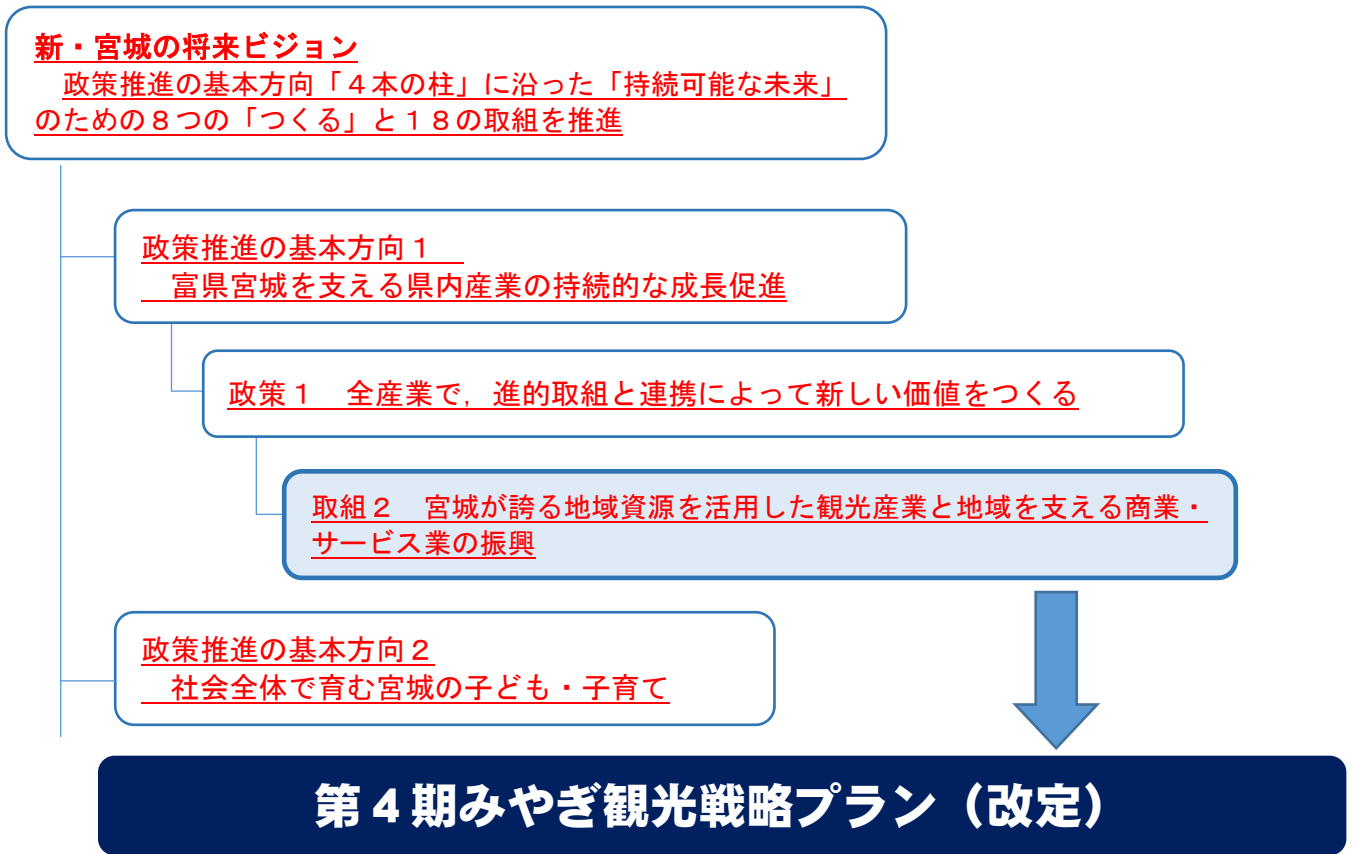 新・宮城の将来ビジョン
政策推進の基本方向「４本の柱」に沿った「持続可能な未来」
のための８つの「つくる」と１８の取組を推進
政策推進の基本方向１
富県宮城を支える県内産業の持続的な成長促進
政策１　全産業で，進的取組と連携によって新しい価値をつくる
取組２　宮城が誇る地域資源を活用した観光産業と地域を支える商業・
サービス業の振興
政策推進の基本方向２
社会全体で育む宮城の子ども・子育て
第４期みやぎ観光戦略プラン（改定）